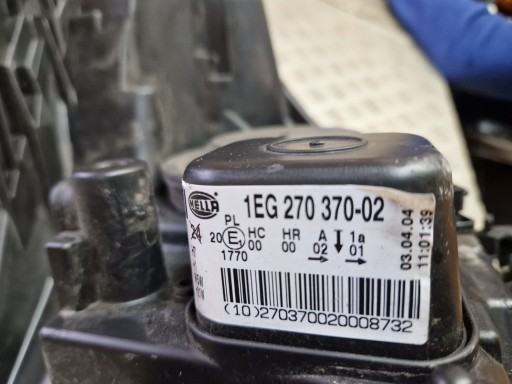 HELLA 1EG 270 370-02
24 PL HC HR A 1a
20 E 00 00 02 01
1770
03.04.04
11:01:39
(10)270370020008732